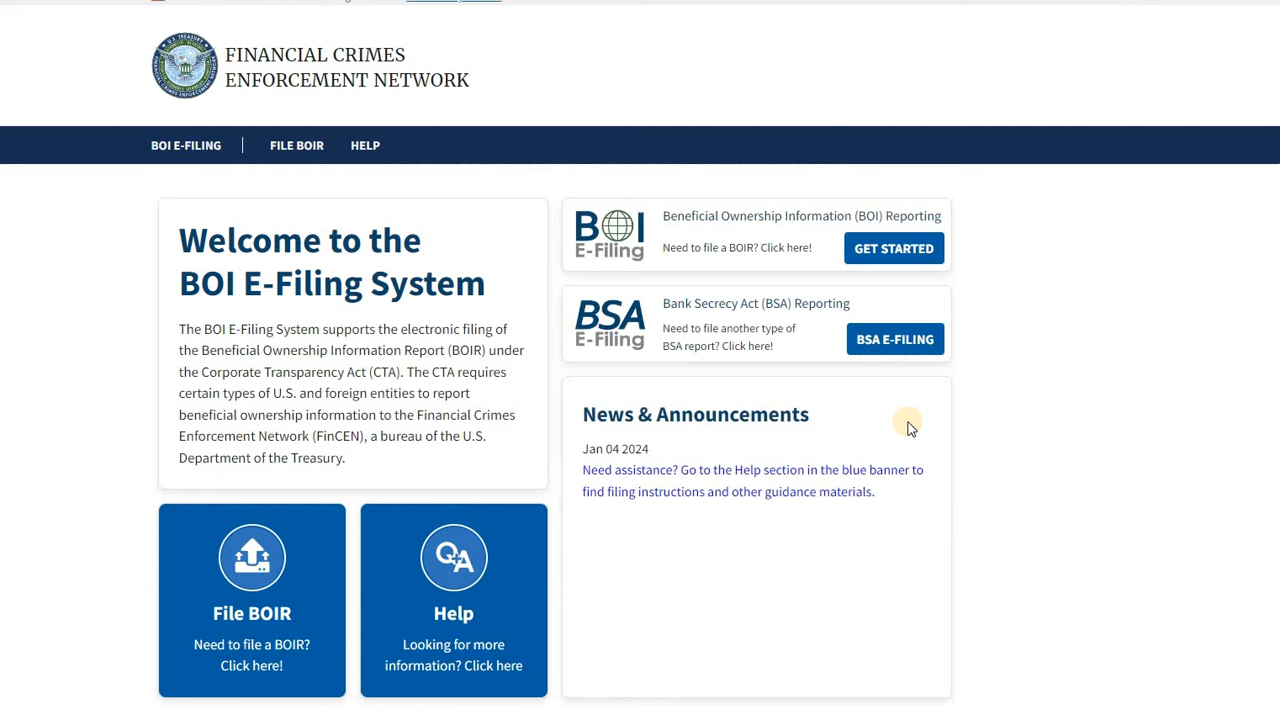 FINANCIAL CRIMES
ENFORCEMENT NETWORK
BOI E-FILING
FILE BOIR
HELP
Welcome to the
BOI E-Filing System
The BOI E-Filing System supports the electronic filing of
the Beneficial Ownership Information Report (BOIR) under
the Corporate Transparency Act (CTA). The CTA requires
certain types of U.S. and foreign entities to report
beneficial ownership information to the Financial Crimes
Enforcement Network (FinCEN), a bureau of the U.S.
Department of the Treasury.
File BOIR
Need to file a BOIR?
Click here!
Q+A
Help
Looking for more
information? Click here
BOI
E-Filing
Beneficial Ownership Information (BOI) Reporting
Need to file a BOIR? Click here!
GET STARTED
BSA
E-Filing
Bank Secrecy Act (BSA) Reporting
Need to file another type of
BSA report? Click here!
BSA E-FILING
News & Announcements
Jan 04 2024
Need assistance? Go to the Help section in the blue banner to
find filing instructions and other guidance materials.